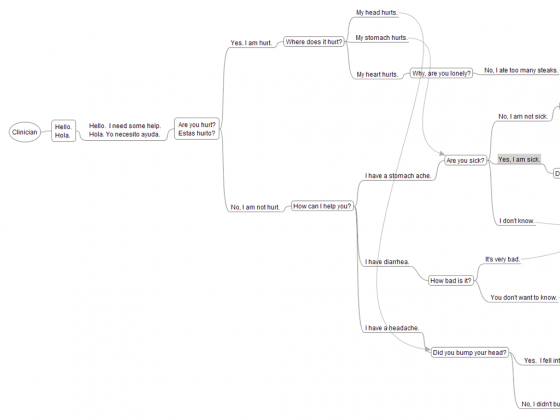 Clinician
Hello.
Hola.
Hello. I need some help.
Hola. Yo necesito ayuda.
Are you hurt?
Estas hurto?
Yes, I am hurt.
Where does it hurt?
My head hurts.
My stomach hurts.
My heart hurts.
Why, are you lonely?
No, I ate too many steaks.
No, I am not hurt.
How can I help you?
I have a stomach ache.
Are you sick?
No, I am not sick.
Yes, I am sick.
D
I don't know.
I have diarrhea.
How bad is it?
It's very bad.
You don't want to know.
I have a headache.
Did you bump your head?
Yes. I fell int
No, I didn't bu